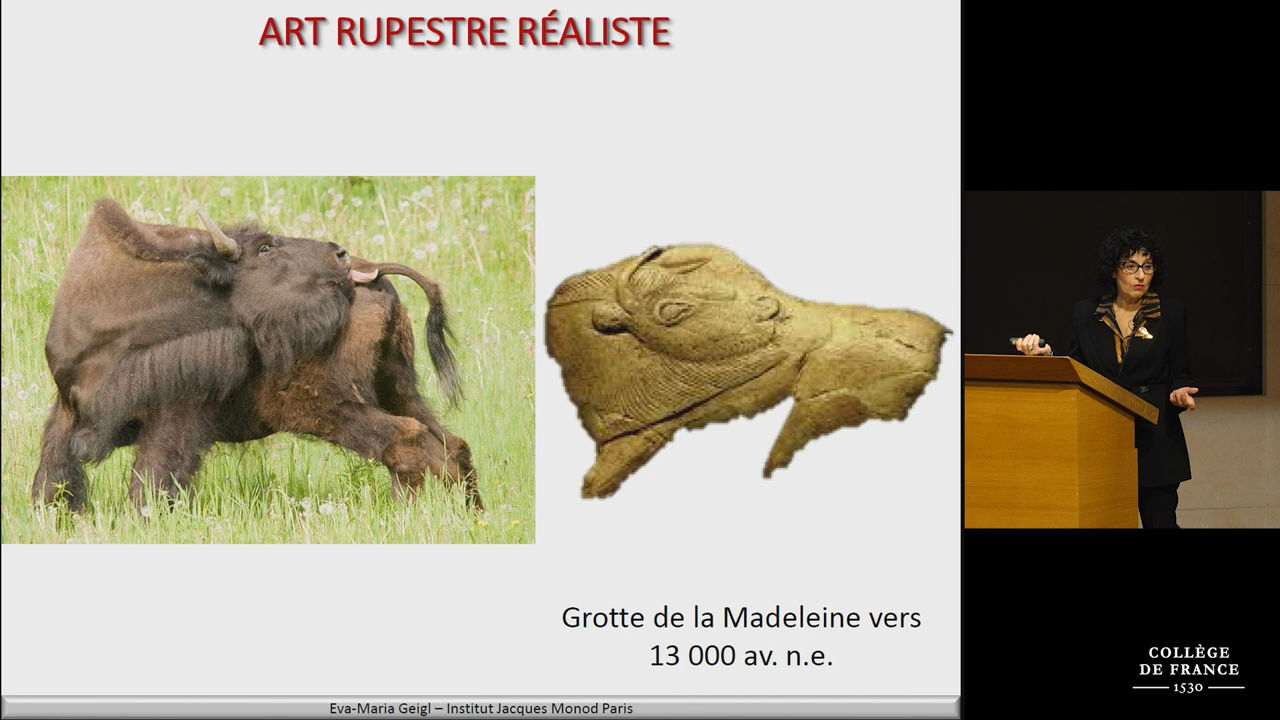 ART RUPESTRE RÉALISTE
Grotte de la Madeleine vers
13 000 av. n.e.
Eva-Maria Geigl – Institut Jacques Monod Paris
COLLÈGE
DE FRANCE
1530